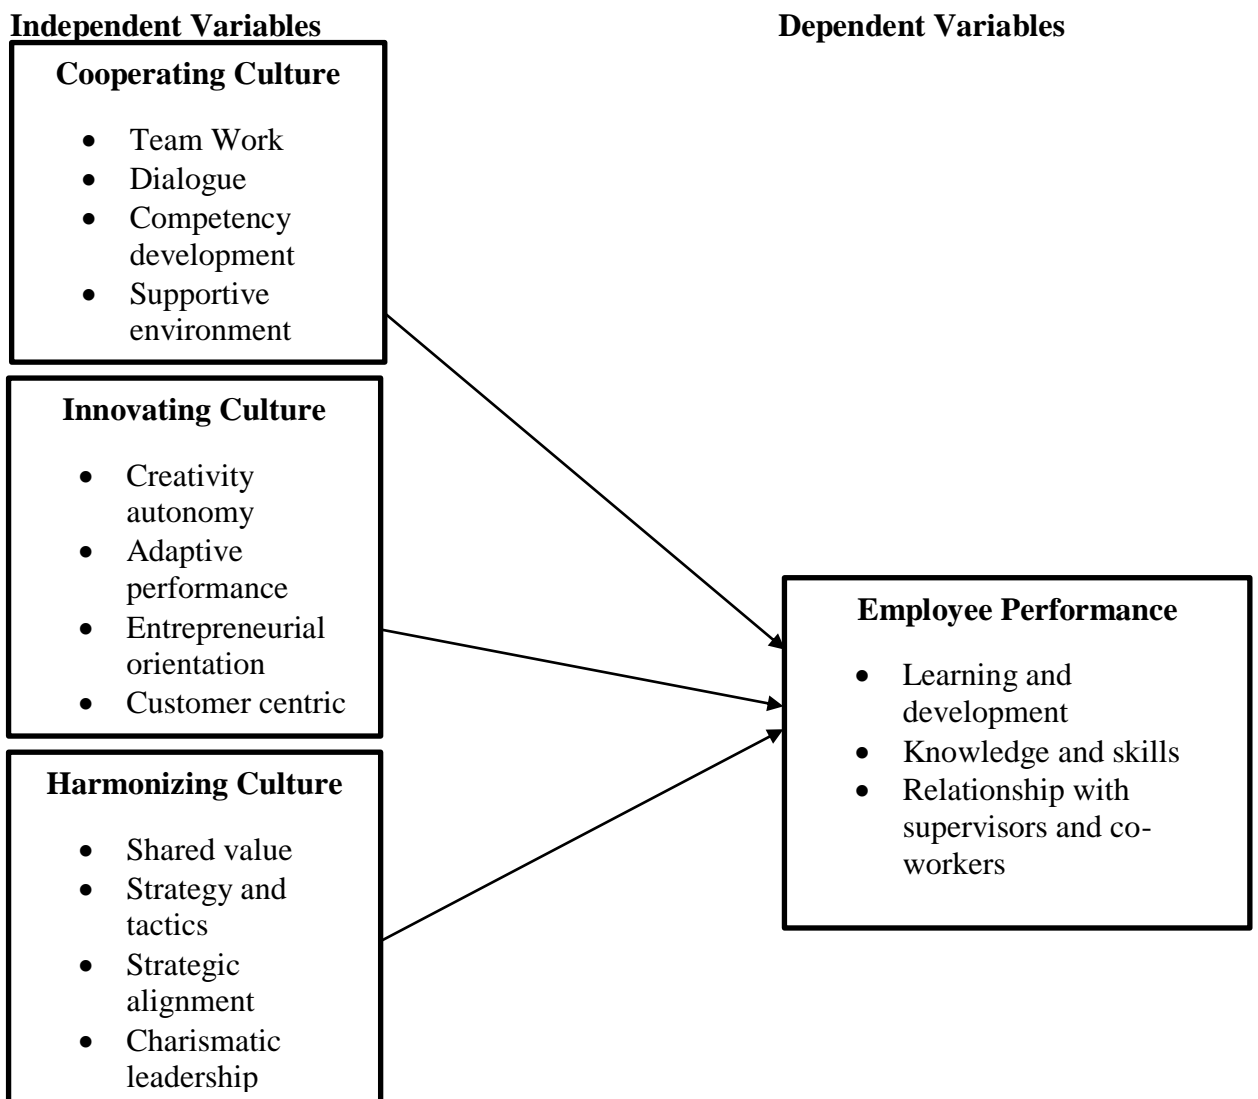 Independent Variables
Dependent Variables
Cooperating Culture
• Team Work
• Dialogue
• Competency
development
• Supportive
environment
Innovating Culture
• Creativity
autonomy
• Adaptive
performance
• Entrepreneurial
orientation
• Customer centric
Harmonizing Culture
• Shared value
• Strategy and
tactics
• Strategic
alignment
• Charismatic
leadership
Employee Performance
• Learning and
development
• Knowledge and skills
• Relationship with
supervisors and co-
workers